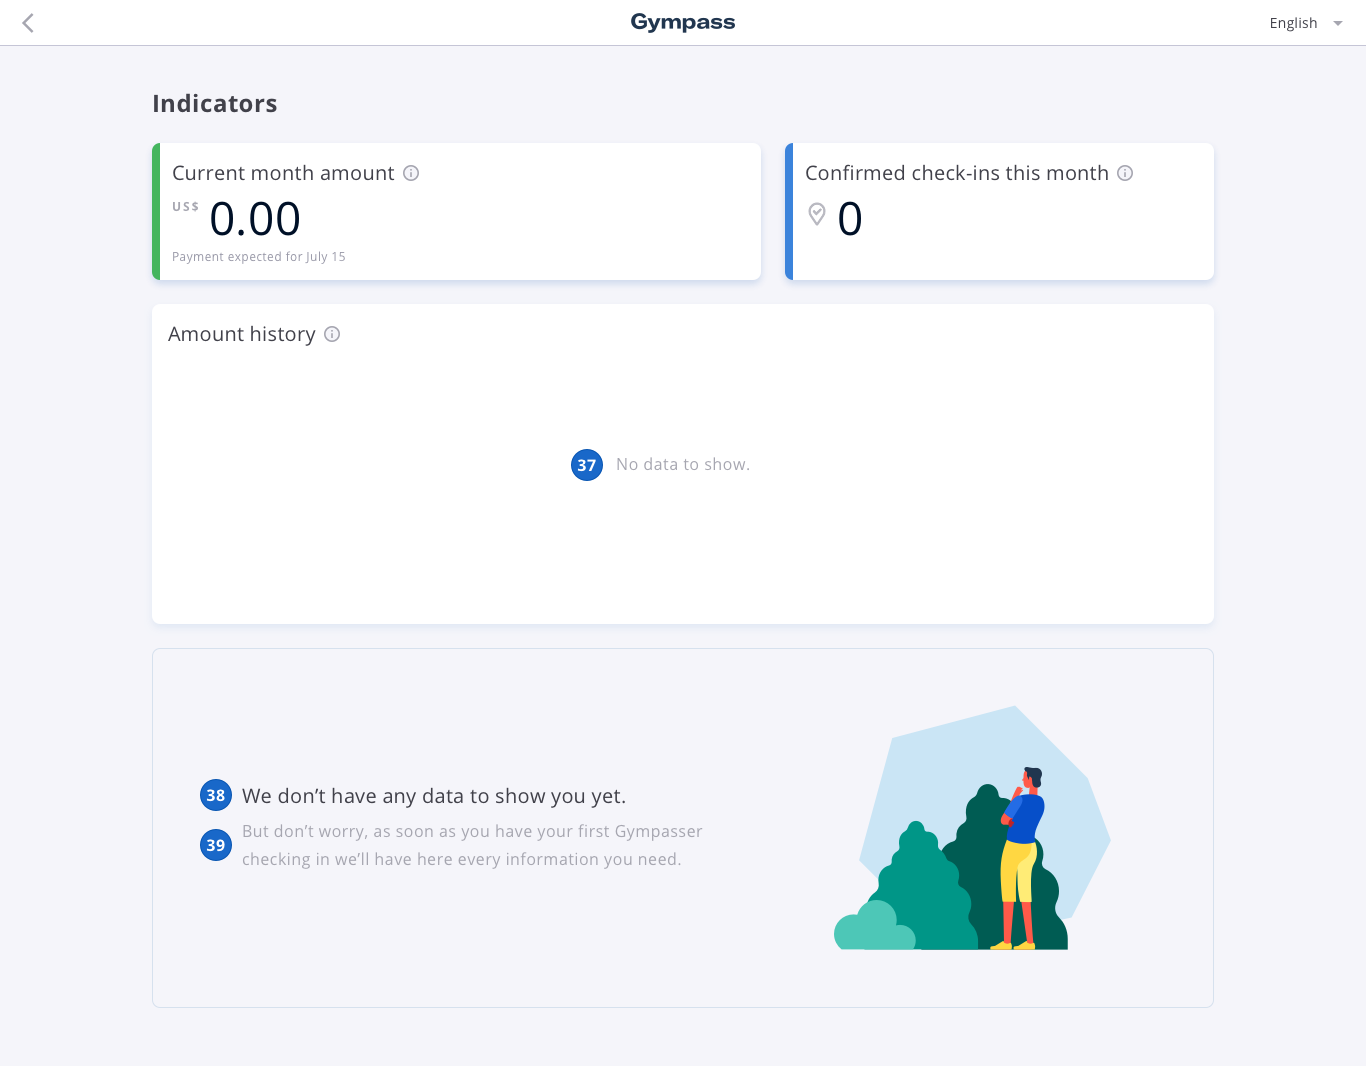 Gympass
English
Indicators
Current month amount
US$ 0.00
Payment expected for July 15
Confirmed check-ins this month
0
Amount history
37 No data to show.
38 We don’t have any data to show you yet.
39 But don’t worry, as soon as you have your first Gympasser
checking in we’ll have here every information you need.